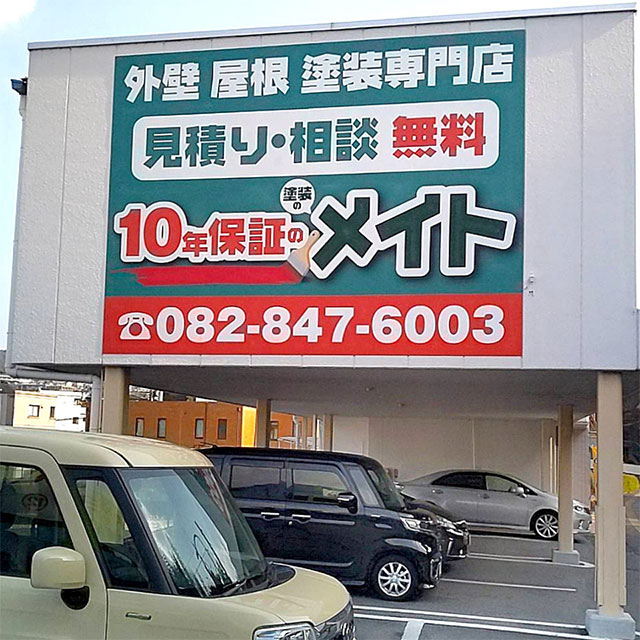 外壁 屋根 塗装専門店
見積り・相談 無料
塗装の
10年保証のメイト
☎082-847-6003